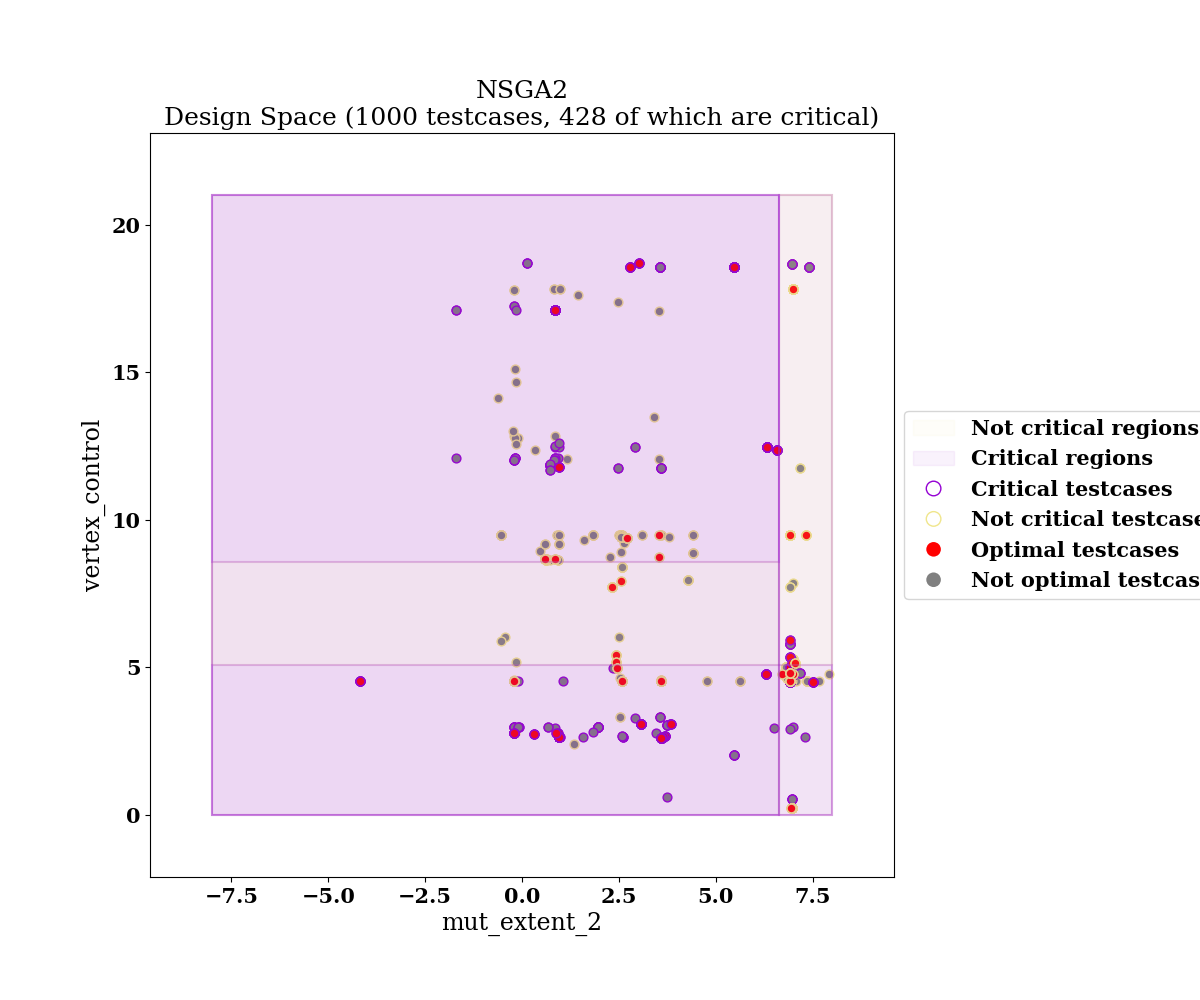 NSGA2
Design Space (1000 testcases, 428 of which are critical)
vertex_control
20
15
10
5
0
−7.5
−5.0
−2.5
0.0
2.5
5.0
7.5
mut_extent_2
Not critical regions
Critical regions
Critical testcases
Not critical testcase
Optimal testcases
Not optimal testcas